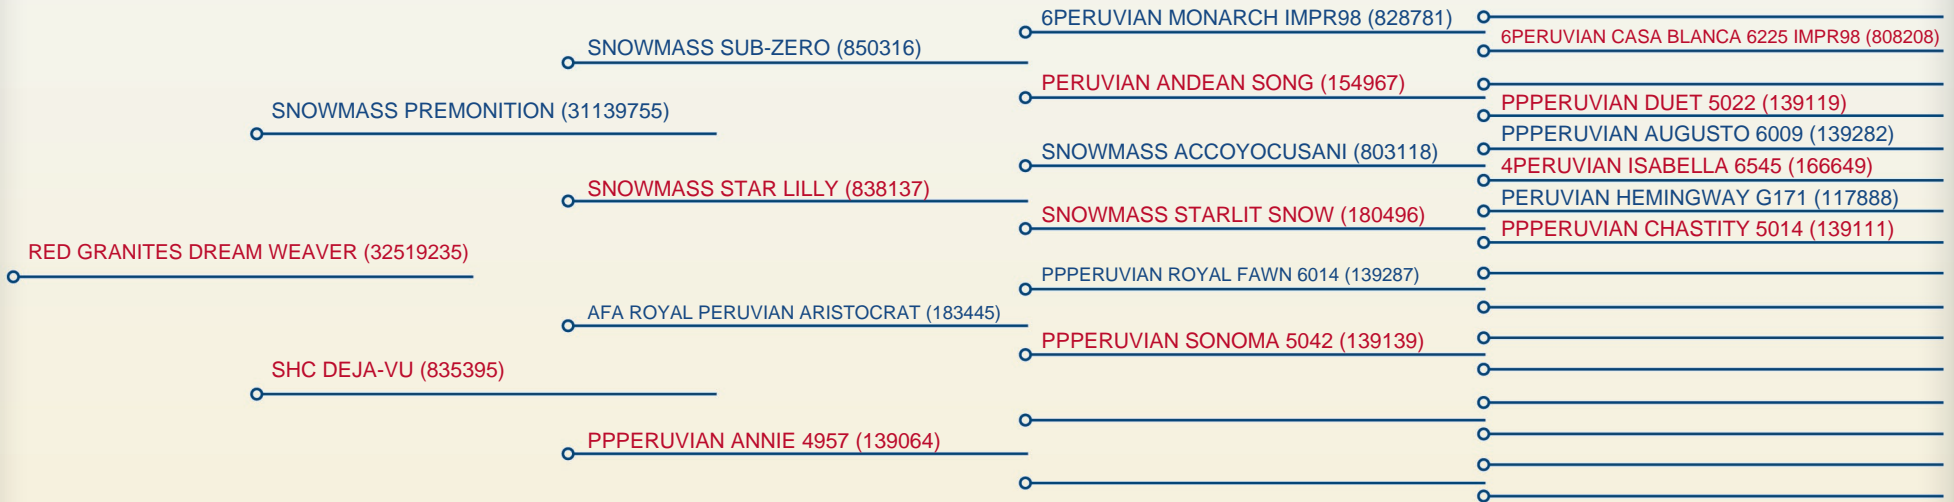 6PERUVIAN MONARCH IMPR98 (828781)
6PERUVIAN CASA BLANCA 6225 IMPR98 (808208)
SNOWMASS SUB-ZERO (850316)
PERUVIAN ANDEAN SONG (154967)
PPPERUVIAN DUET 5022 (139119)
SNOWMASS PREMONITION (31139755)
PPPERUVIAN AUGUSTO 6009 (139282)
SNOWMASS ACCOYOCUSANI (803118)
4PERUVIAN ISABELLA 6545 (166649)
SNOWMASS STAR LILLY (838137)
PERUVIAN HEMINGWAY G171 (117888)
SNOWMASS STARLIT SNOW (180496)
PPPERUVIAN CHASTITY 5014 (139111)
RED GRANITES DREAM WEAVER (32519235)
PPPERUVIAN ROYAL FAWN 6014 (139287)
AFA ROYAL PERUVIAN ARISTOCRAT (183445)
PPPERUVIAN SONOMA 5042 (139139)
SHC DEJA-VU (835395)
PPPERUVIAN ANNIE 4957 (139064)